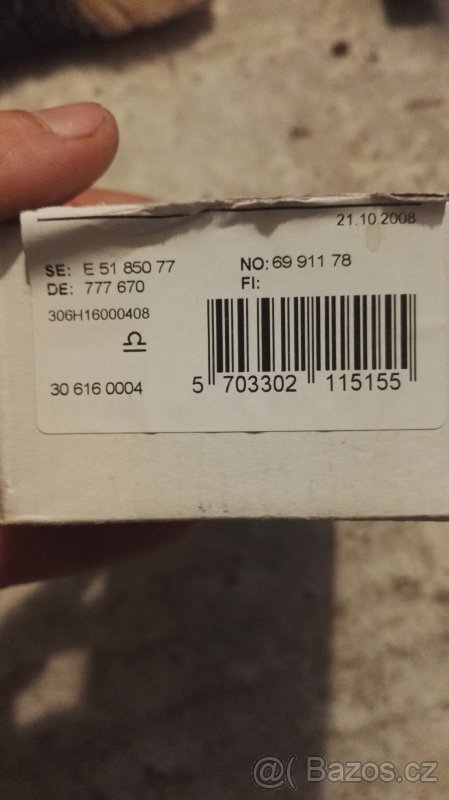 21.10.2008
SE: E 51 850 77 NO: 69 911 78
DE: 777 670 FI:
306H16000408
30 616 0004 5 703302 115155
@ Bazoš.cz